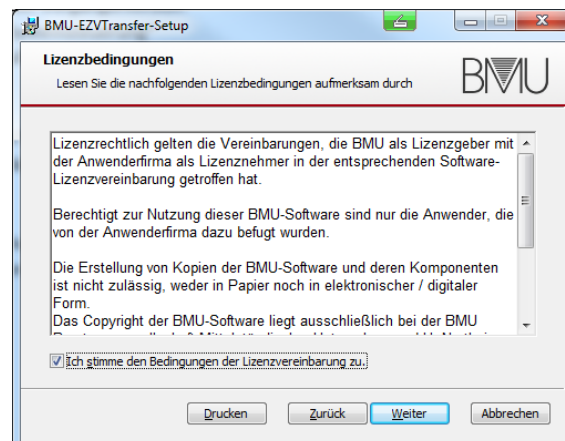 BMU-EZVTransfer-Setup
Lizenzbedingungen
Lesen Sie die nachfolgenden Lizenzbedingungen aufmerksam durch
BMU
Lizenzrechtlich gelten die Vereinbarungen, die BMU als Lizenzgeber mit
der Anwenderfirma als Lizenznehmer in der entsprechenden Software-
Lizenzvereinbarung getroffen hat.
Berechtigt zur Nutzung dieser BMU-Software sind nur die Anwender, die
von der Anwenderfirma dazu befugt wurden.
Die Erstellung von Kopien der BMU-Software und deren Komponenten
ist nicht zulässig, weder in Papier noch in elektronischer / digitaler
Form.
Das Copyright der BMU-Software liegt ausschließlich bei der BMU
Ich stimme den Bedingungen der Lizenzvereinbarung zu.
Drucken
Zurück
Weiter
Abbrechen